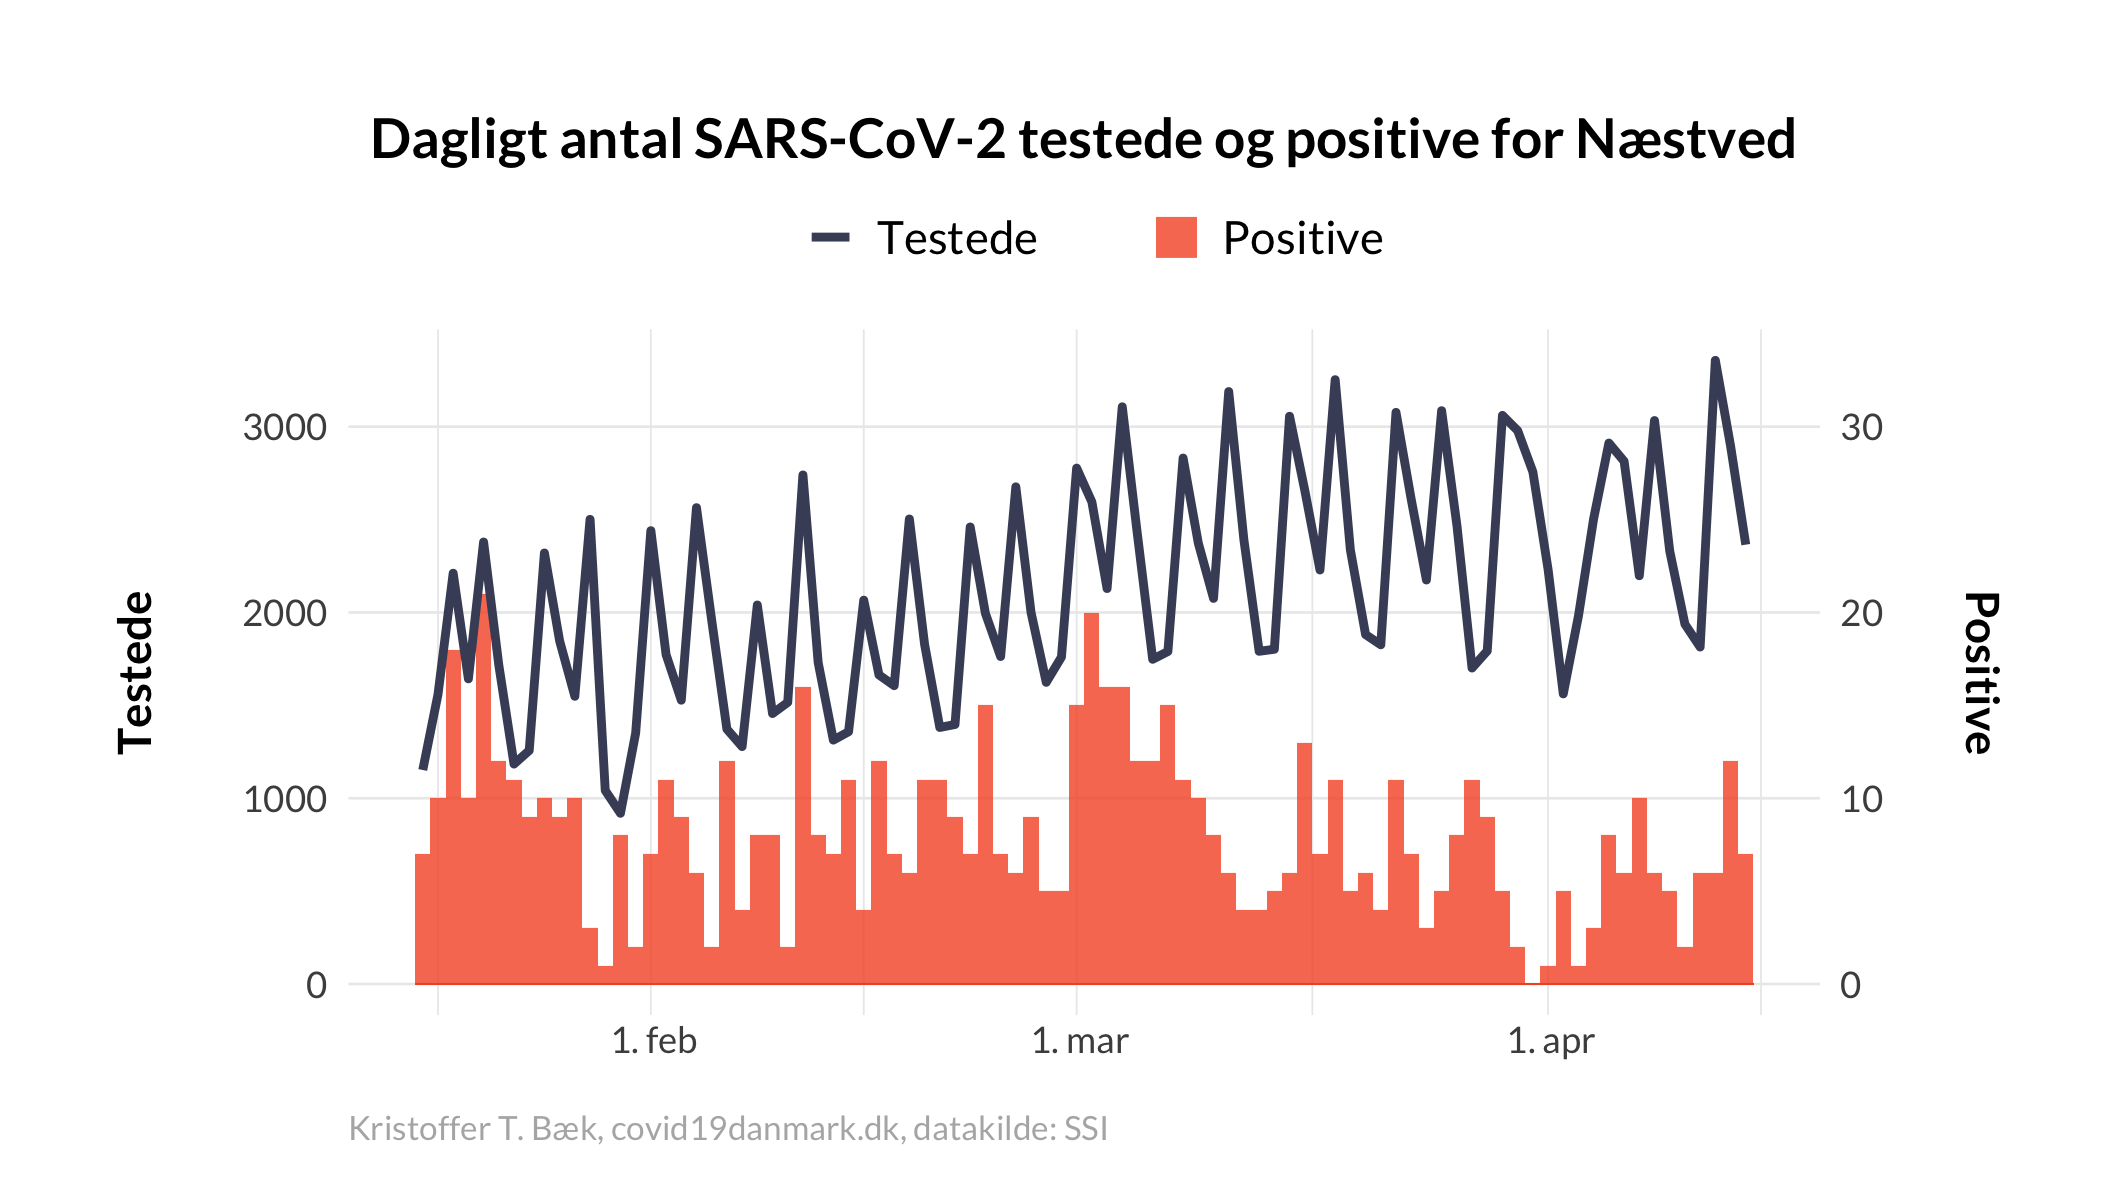 Dagligt antal SARS-CoV-2 testede og positive for Næstved
Testede
Positive
3000
2000
1000
0
30
20
10
0
Testede
Positive
1. feb
1. mar
1. apr
Kristoffer T. Bæk, covid19danmark.dk, datakilde: SSI